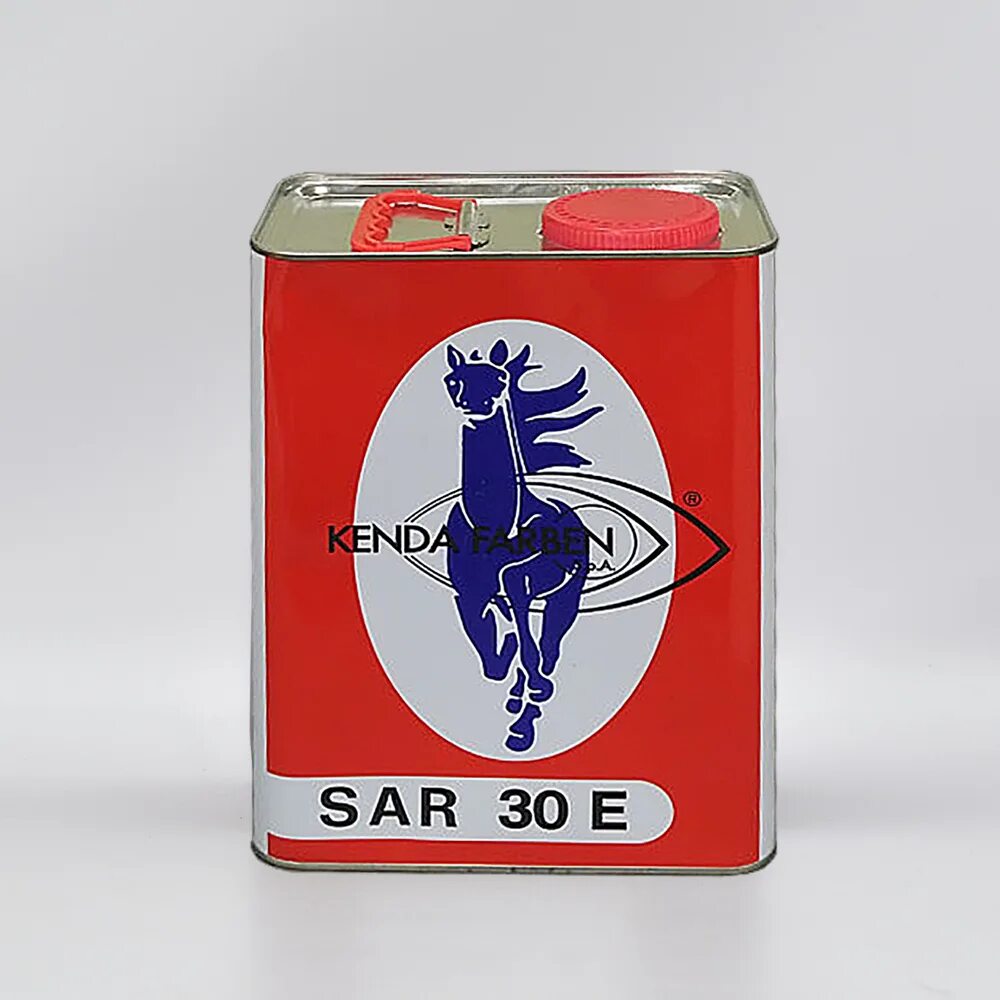 KENDA FARBEN ®
S.p.A.
SAR 30 E